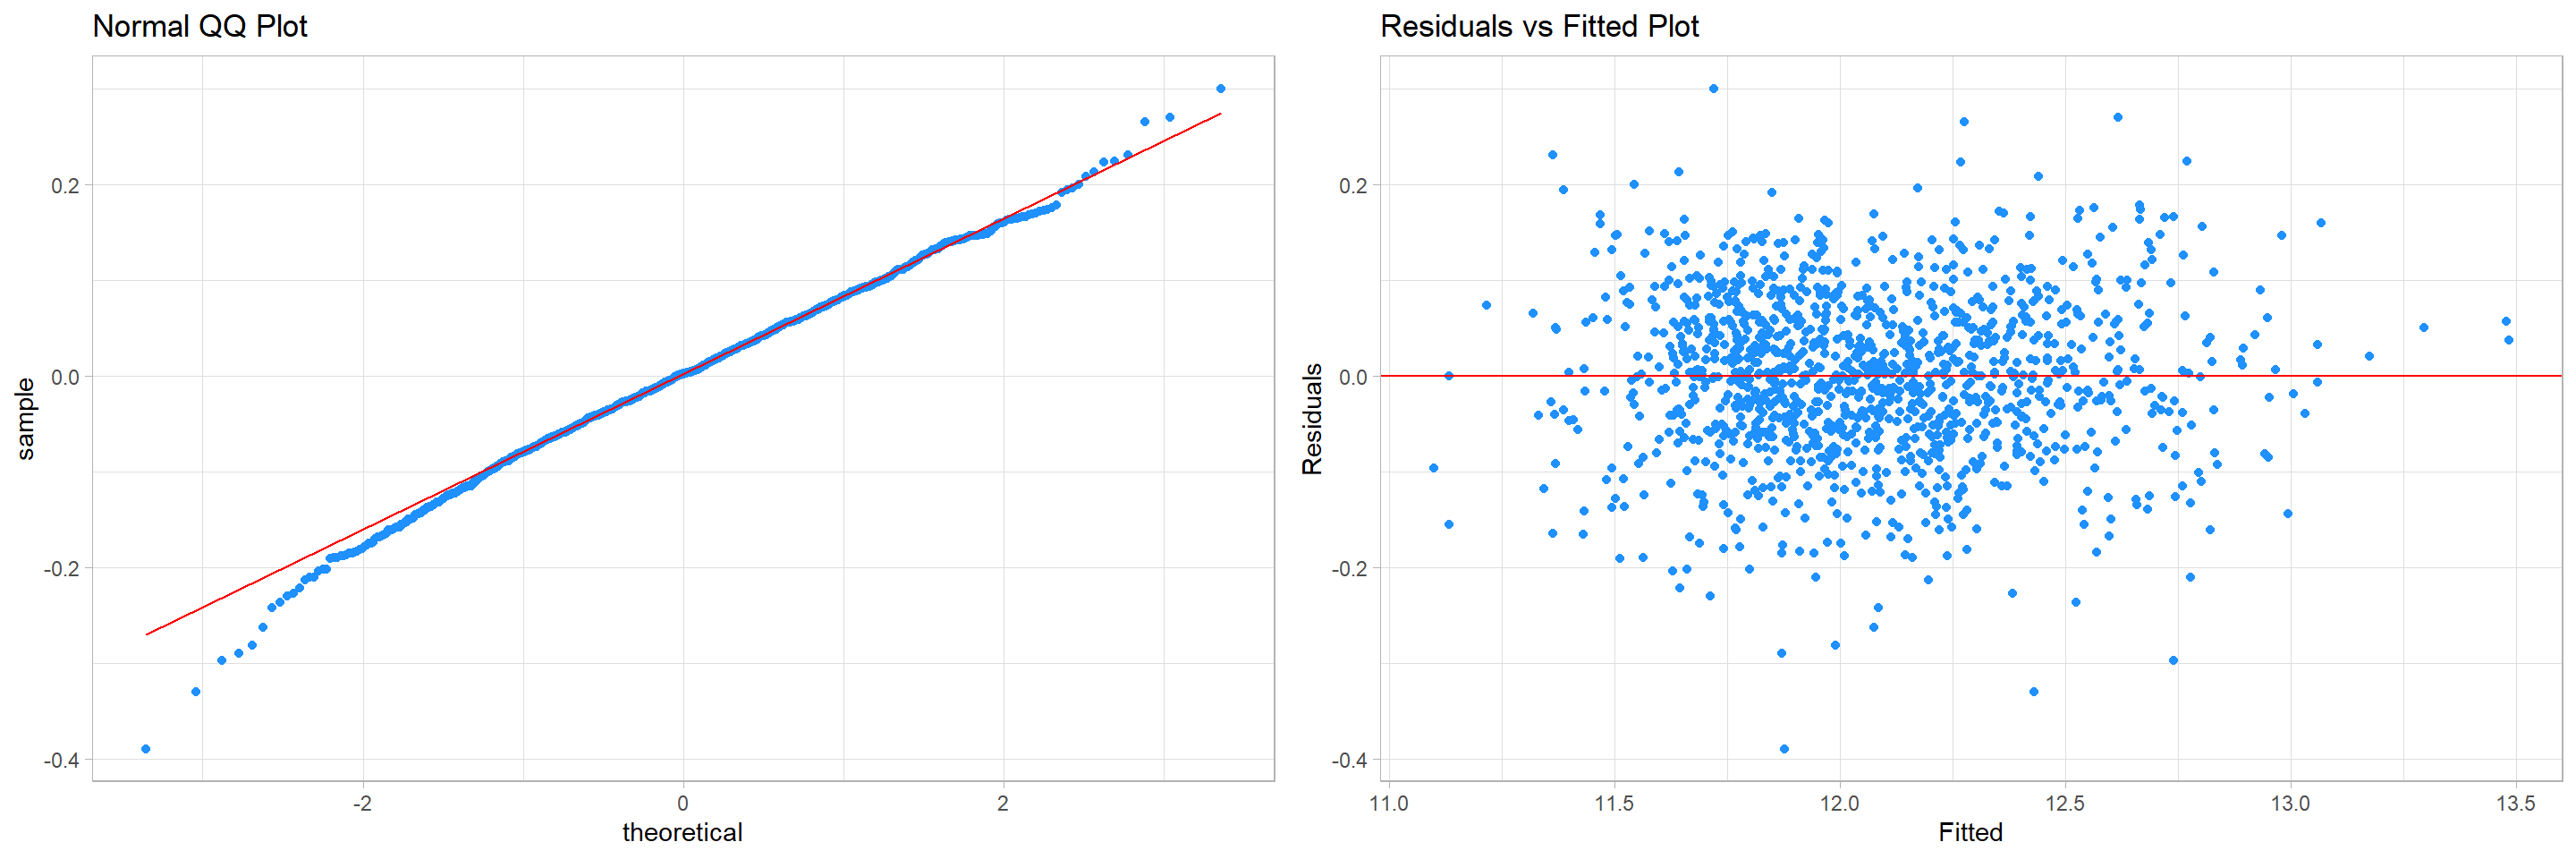 Normal QQ Plot
0.2
0.0
-0.2
-0.4
sample
-2
0
2
theoretical
Residuals vs Fitted Plot
0.2
0.0
-0.2
-0.4
Residuals
11.0
11.5
12.0
12.5
13.0
13.5
Fitted